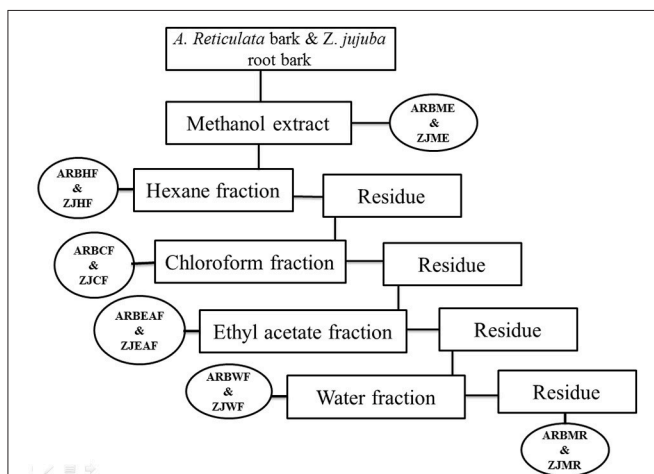 A. Reticulata bark & Z. jujuba
root bark
Methanol extract
ARBME
&
ZJME
ARBHF
&
ZJHF
Hexane fraction
Residue
ARBCF
&
ZJCF
Chloroform fraction
Residue
ARBEAF
&
ZJEAF
Ethyl acetate fraction
Residue
ARBWF
&
ZJWF
Water fraction
Residue
ARBMR
&
ZJMR